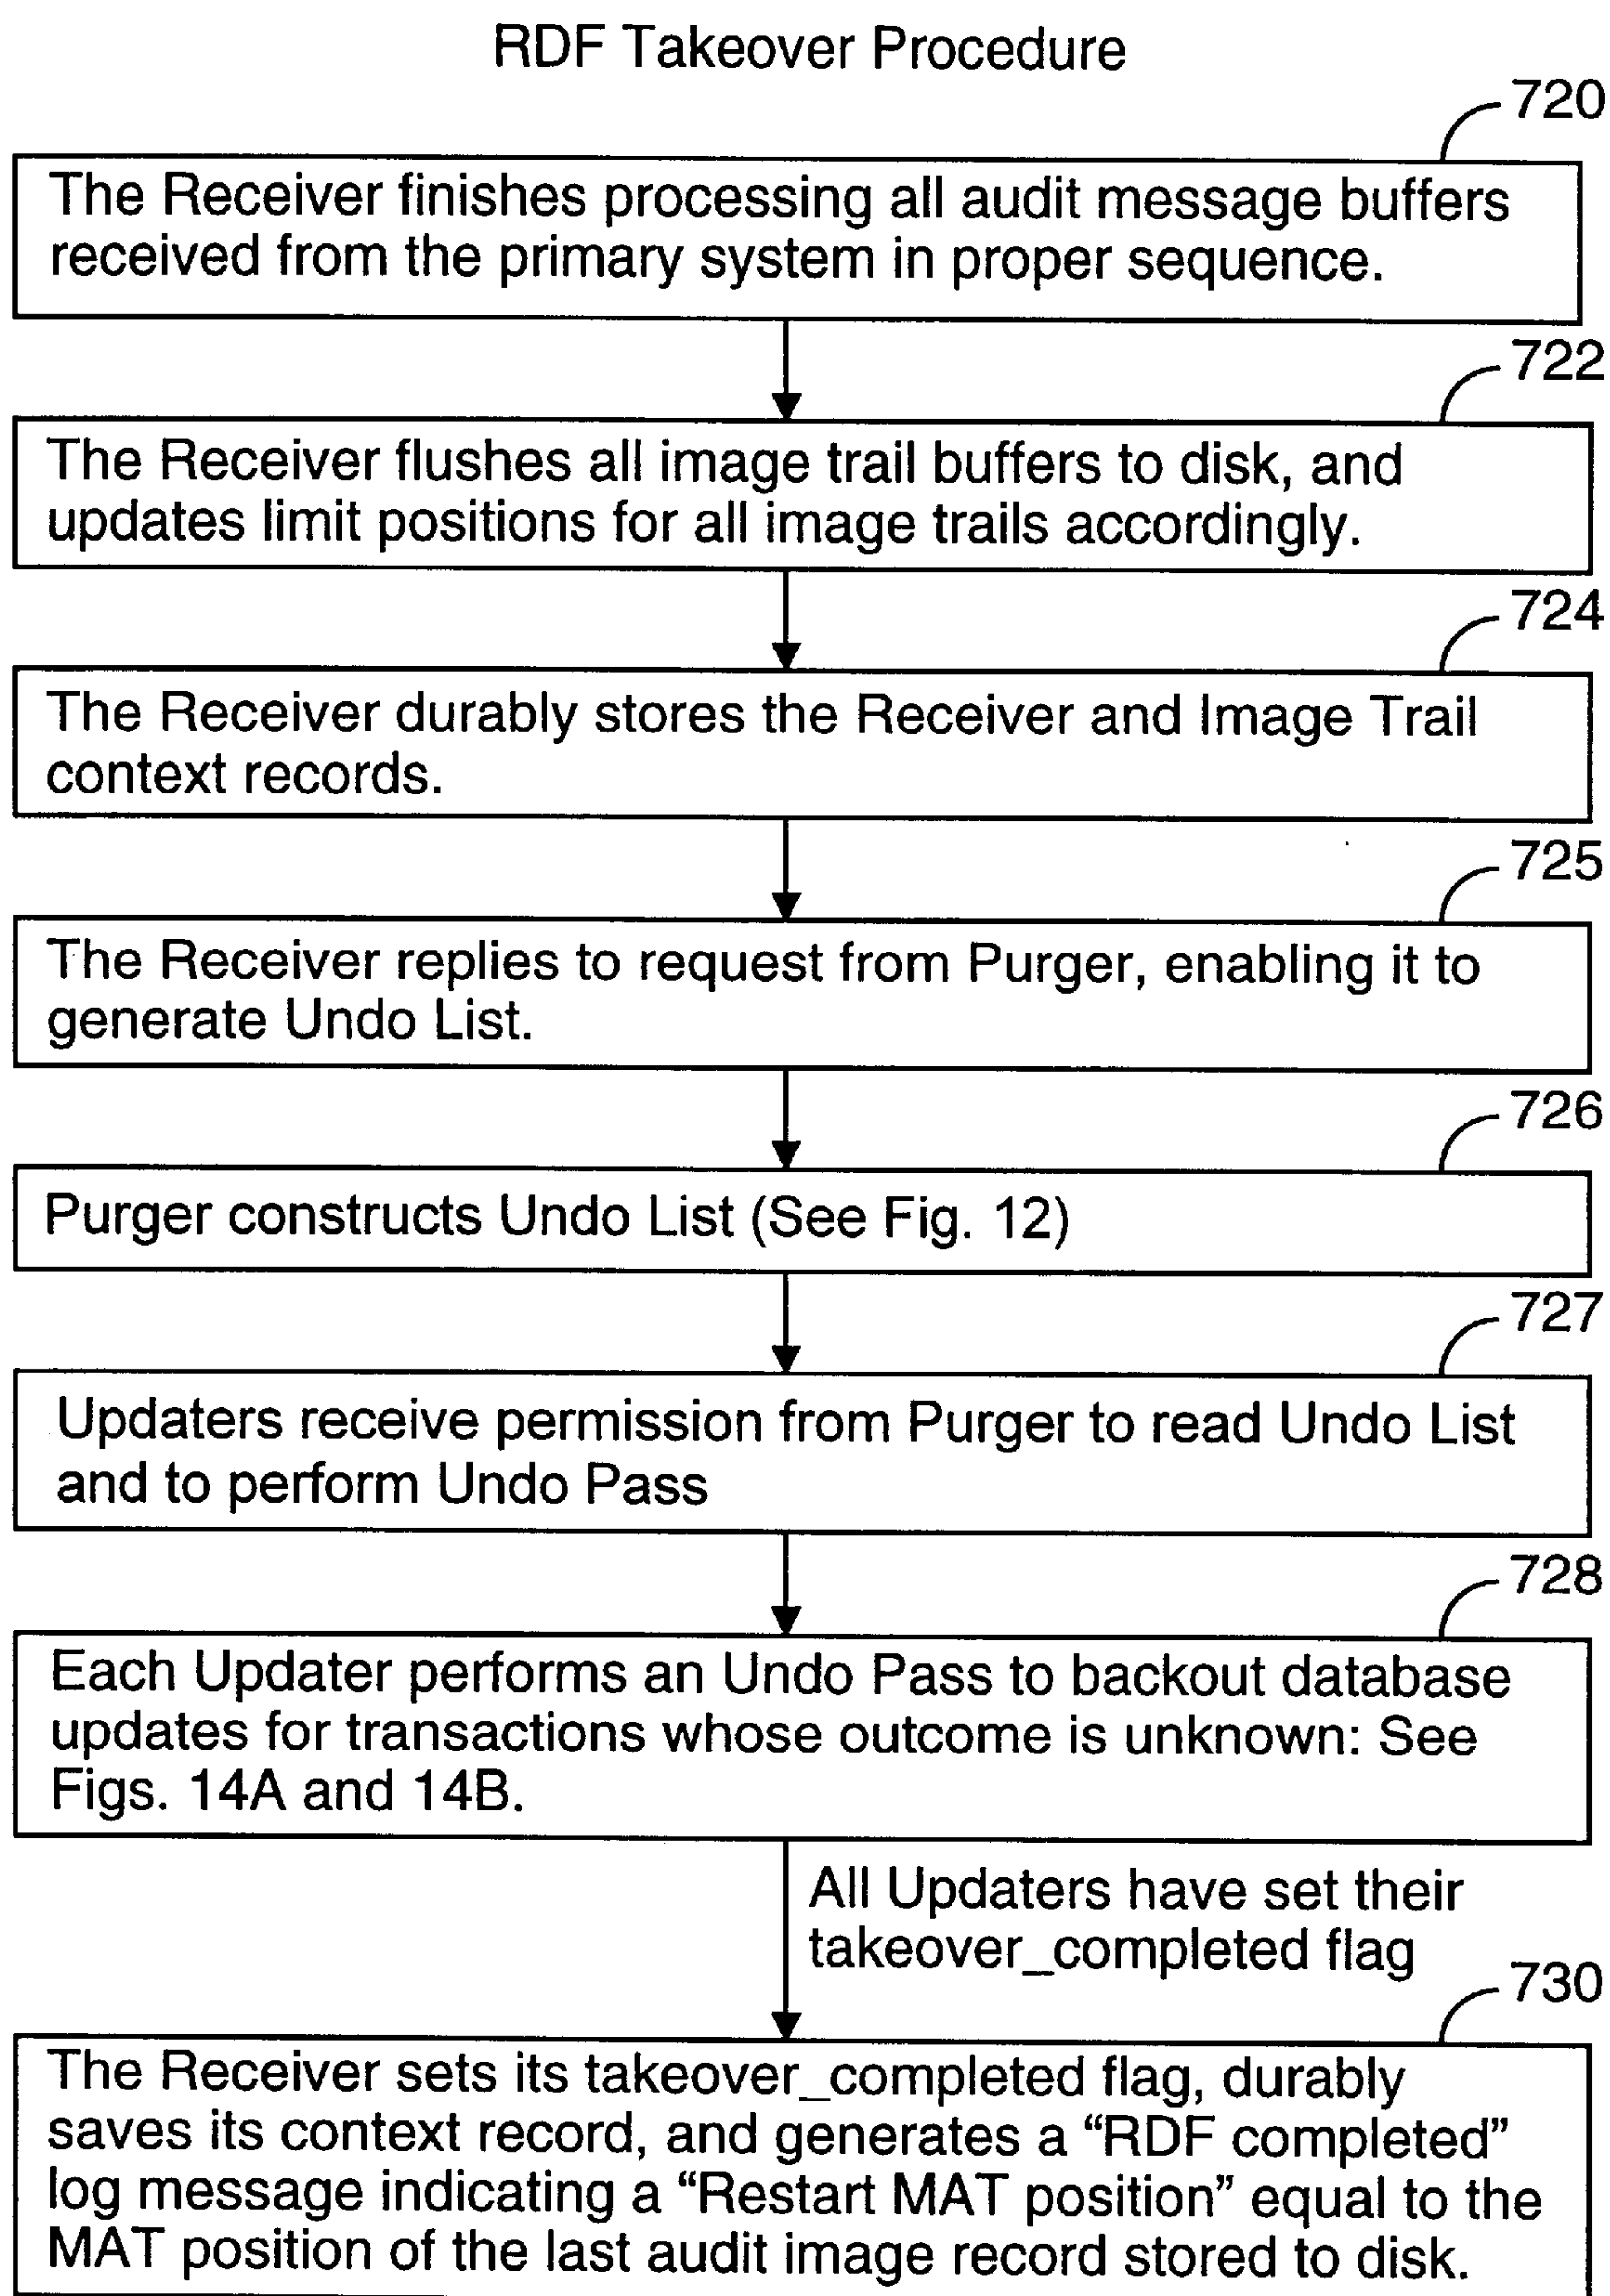 RDF Takeover Procedure
720
The Receiver finishes processing all audit message buffers
received from the primary system in proper sequence.
722
The Receiver flushes all image trail buffers to disk, and
updates limit positions for all image trails accordingly.
724
The Receiver durably stores the Receiver and Image Trail
context records.
725
The Receiver replies to request from Purger, enabling it to
generate Undo List.
726
Purger constructs Undo List (See Fig. 12)
727
Updaters receive permission from Purger to read Undo List
and to perform Undo Pass
728
Each Updater performs an Undo Pass to backout database
updates for transactions whose outcome is unknown: See
Figs. 14A and 14B.
All Updaters have set their
takeover_completed flag
730
The Receiver sets its takeover_completed flag, durably
saves its context record, and generates a “RDF completed”
log message indicating a “Restart MAT position” equal to the
MAT position of the last audit image record stored to disk.